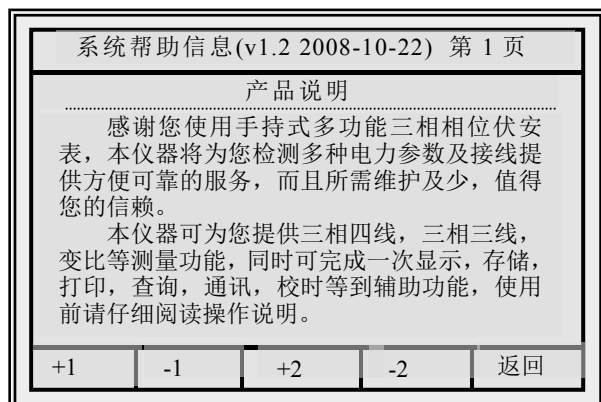 系统帮助信息(v1.2 2008-10-22) 第 1 页
产品说明
感谢您使用手持式多功能三相相位伏安
表，本仪器将为您检测多种电力参数及接线提
供方便可靠的服务，而且所需维护及少，值得
您的信赖。
本仪器可为您提供三相四线，三相三线，
变比等测量功能，同时可完成一次显示，存储，
打印，查询，通讯，校时等到辅助功能，使用
前请仔细阅读操作说明。
+1 -1 +2 -2 返回